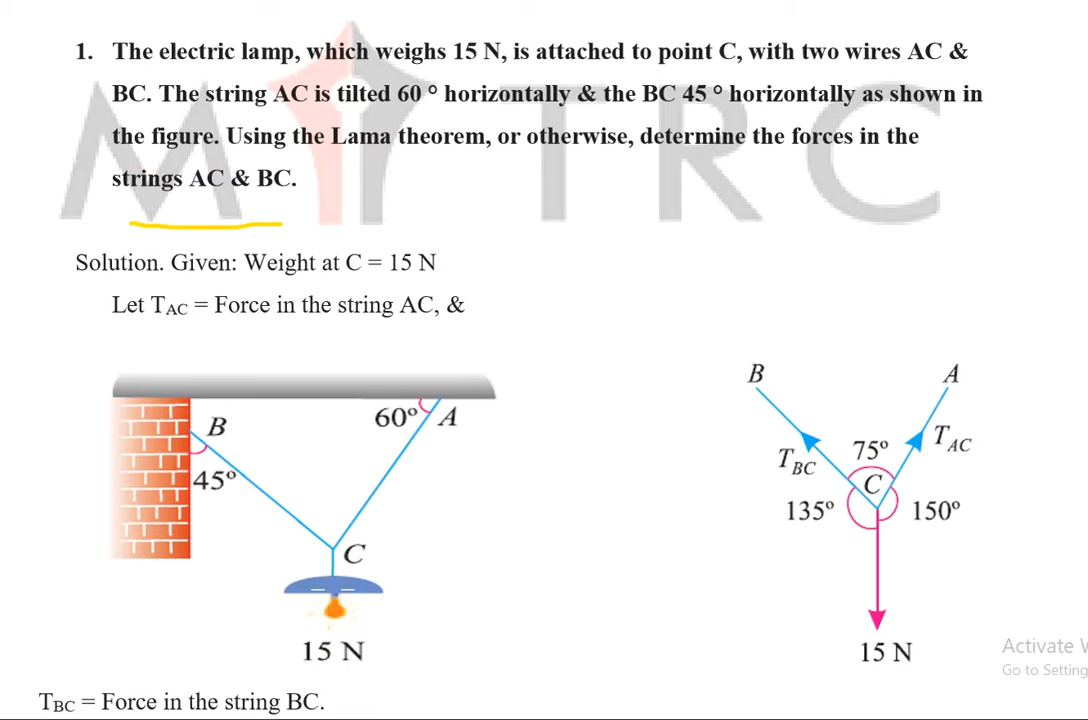 1. The electric lamp, which weighs 15 N, is attached to point C, with two wires AC &
BC. The string AC is tilted 60 ° horizontally & the BC 45 ° horizontally as shown in
the figure. Using the Lama theorem, or otherwise, determine the forces in the
strings AC & BC.
MTRC
Solution. Given: Weight at C = 15 N
Let TAC = Force in the string AC, &
B
60° A
45°
C
15 N
B
A
TBC
75°
TAC
C
135°
150°
15 N
Activate
Go to Setting
TBC = Force in the string BC.